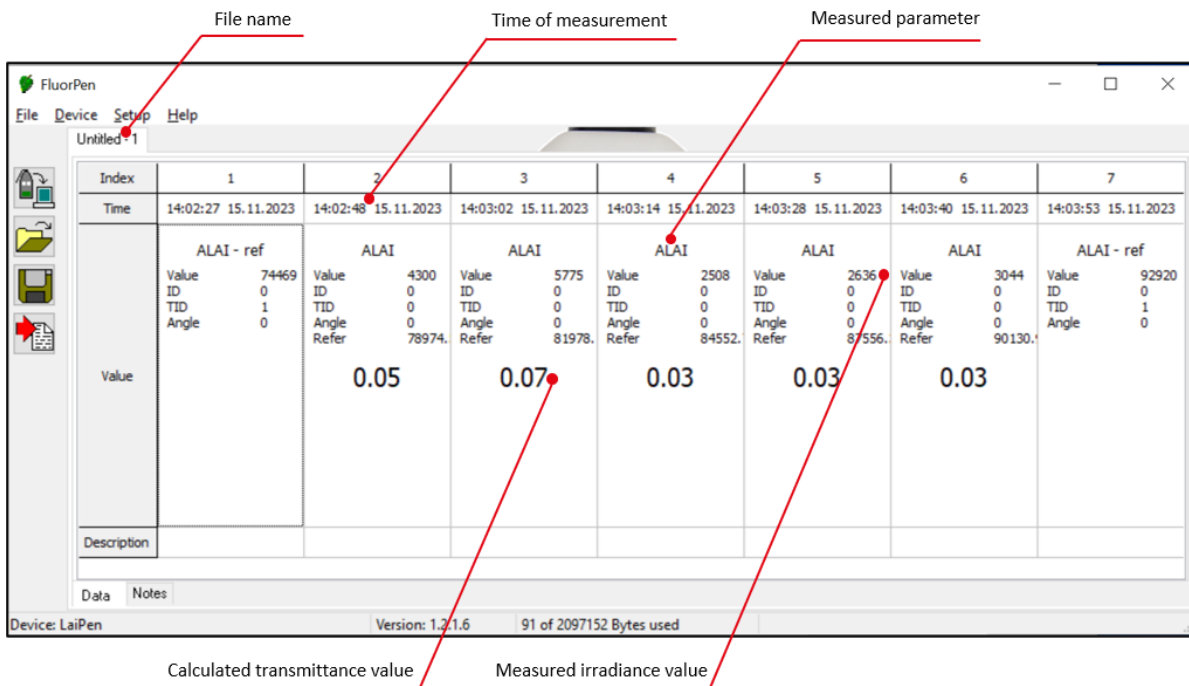 File name
Time of measurement
Measured parameter
FluorPen
File Device Setup Help
Untitled - 1
Index 1 2 3 4 5 6 7
Time 14:02:27 15.11.2023 14:02:48 15.11.2023 14:03:02 15.11.2023 14:03:14 15.11.2023 14:03:28 15.11.2023 14:03:40 15.11.2023 14:03:53 15.11.2023
ALAI - ref ALAI ALAI ALAI ALAI ALAI ALAI - ref
Value 74469 Value 4300 Value 5775 Value 2508 Value 2636 Value 3044 Value 92920
ID 0 ID 0 ID 0 ID 0 ID 0 ID 0 ID 0
TID 1 TID 0 TID 0 TID 0 TID 0 TID 0 TID 1
Angle 0 Angle 0 Angle 0 Angle 0 Angle 0 Angle 0 Angle 0
Refer 78974. Refer 81978. Refer 84552. Refer 87556. Refer 90130.
Value 0.05 0.07 0.03 0.03 0.03
Description
Data Notes
Device: LaiPen Version: 1.2.1.6 91 of 2097152 Bytes used
Calculated transmittance value
Measured irradiance value